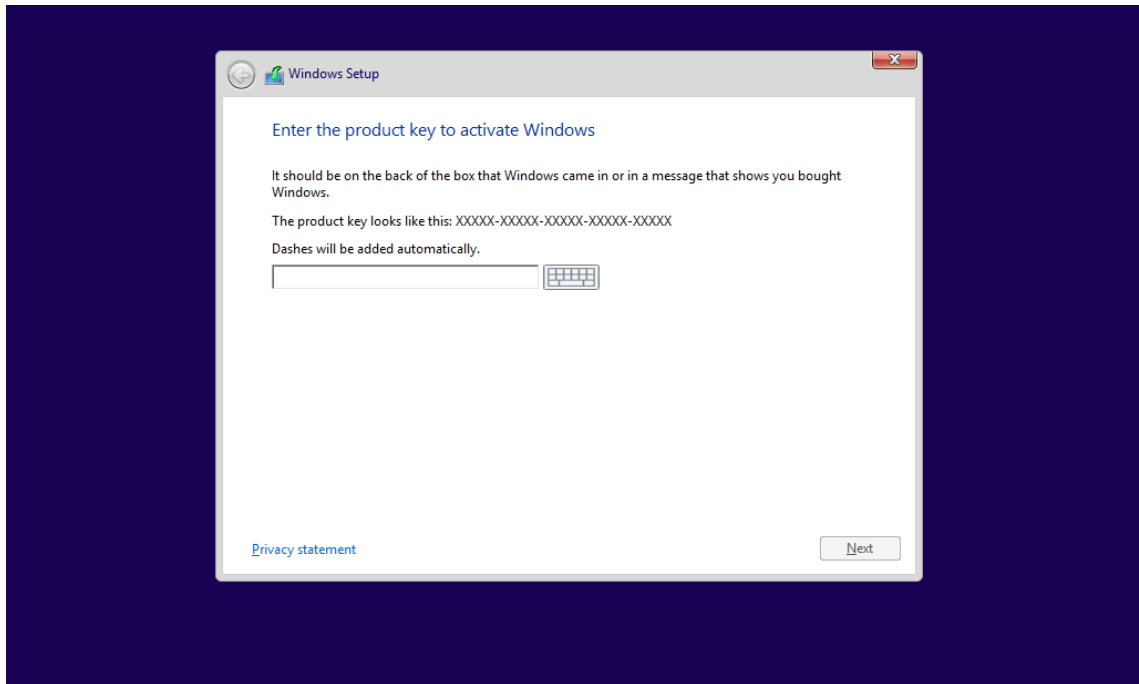 Windows Setup
Enter the product key to activate Windows
It should be on the back of the box that Windows came in or in a message that shows you bought
Windows.
The product key looks like this: XXXXX-XXXXX-XXXXX-XXXXX-XXXXX
Dashes will be added automatically.
Privacy statement
Next